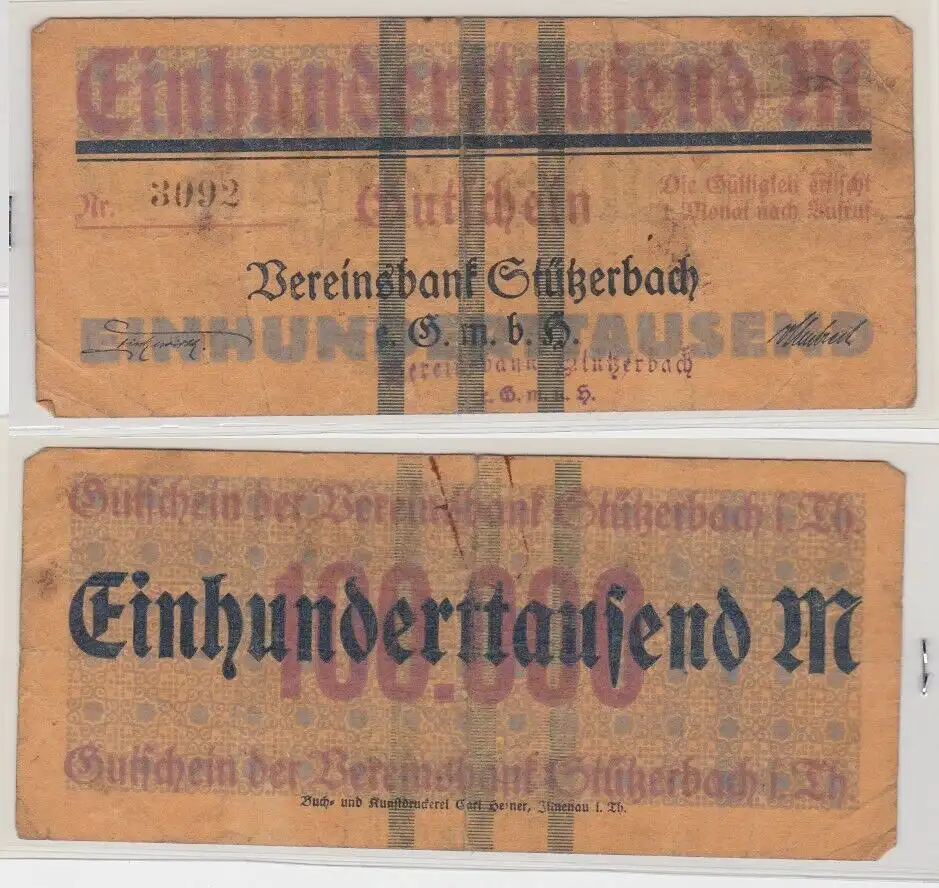 Einhunderttausend M
Nr. 3092
Gutschein
Die Gültigkeit erlischt
1 Monat nach Aufruf.
Vereinsbank Stützerbach
EINHUNDERTTAUSEND
e. G. m. b. H.
Vereinsbank Stützerbach
e. G. m. b. H.
Gutschein der Vereinsbank Stützerbach i. Th.
100.000
Einhunderttausend M
Gutschein der Vereinsbank Stützerbach i. Th.
Buch- und Kunstdruckerei Carl Heiner, Ilmenau i. Th.